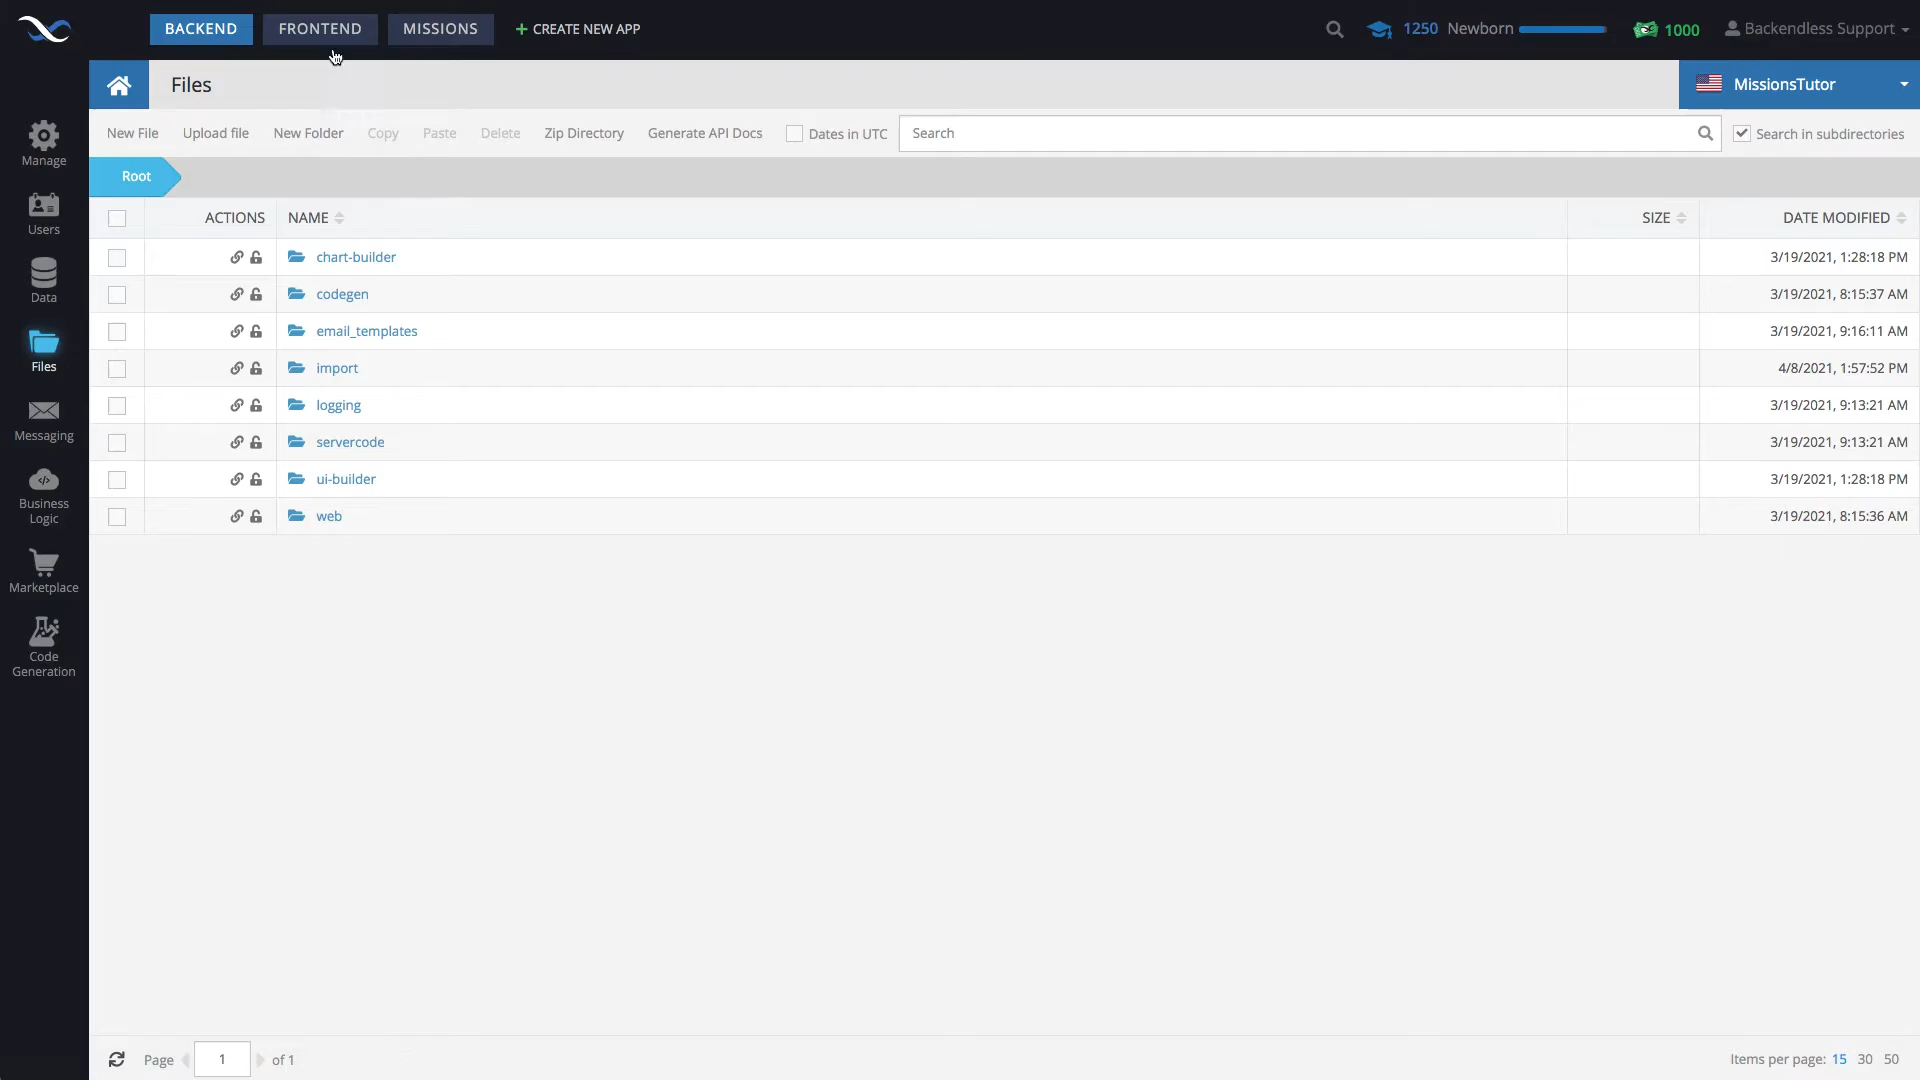 BACKEND FRONTEND MISSIONS + CREATE NEW APP 1250 Newborn 1000 Backendless Support
Files MissionsTutor
New File Upload file New Folder Copy Paste Delete Zip Directory Generate API Docs Dates in UTC Search Search in subdirectories
Root
ACTIONS NAME SIZE DATE MODIFIED
chart-builder 3/19/2021, 1:28:18 PM
codegen 3/19/2021, 8:15:37 AM
email_templates 3/19/2021, 9:16:11 AM
import 4/8/2021, 1:57:52 PM
logging 3/19/2021, 9:13:21 AM
servercode 3/19/2021, 9:13:21 AM
ui-builder 3/19/2021, 1:28:18 PM
web 3/19/2021, 8:15:36 AM
Manage
Users
Data
Files
Messaging
Business
Logic
Marketplace
Code
Generation
Page 1 of 1 Items per page: 15 30 50